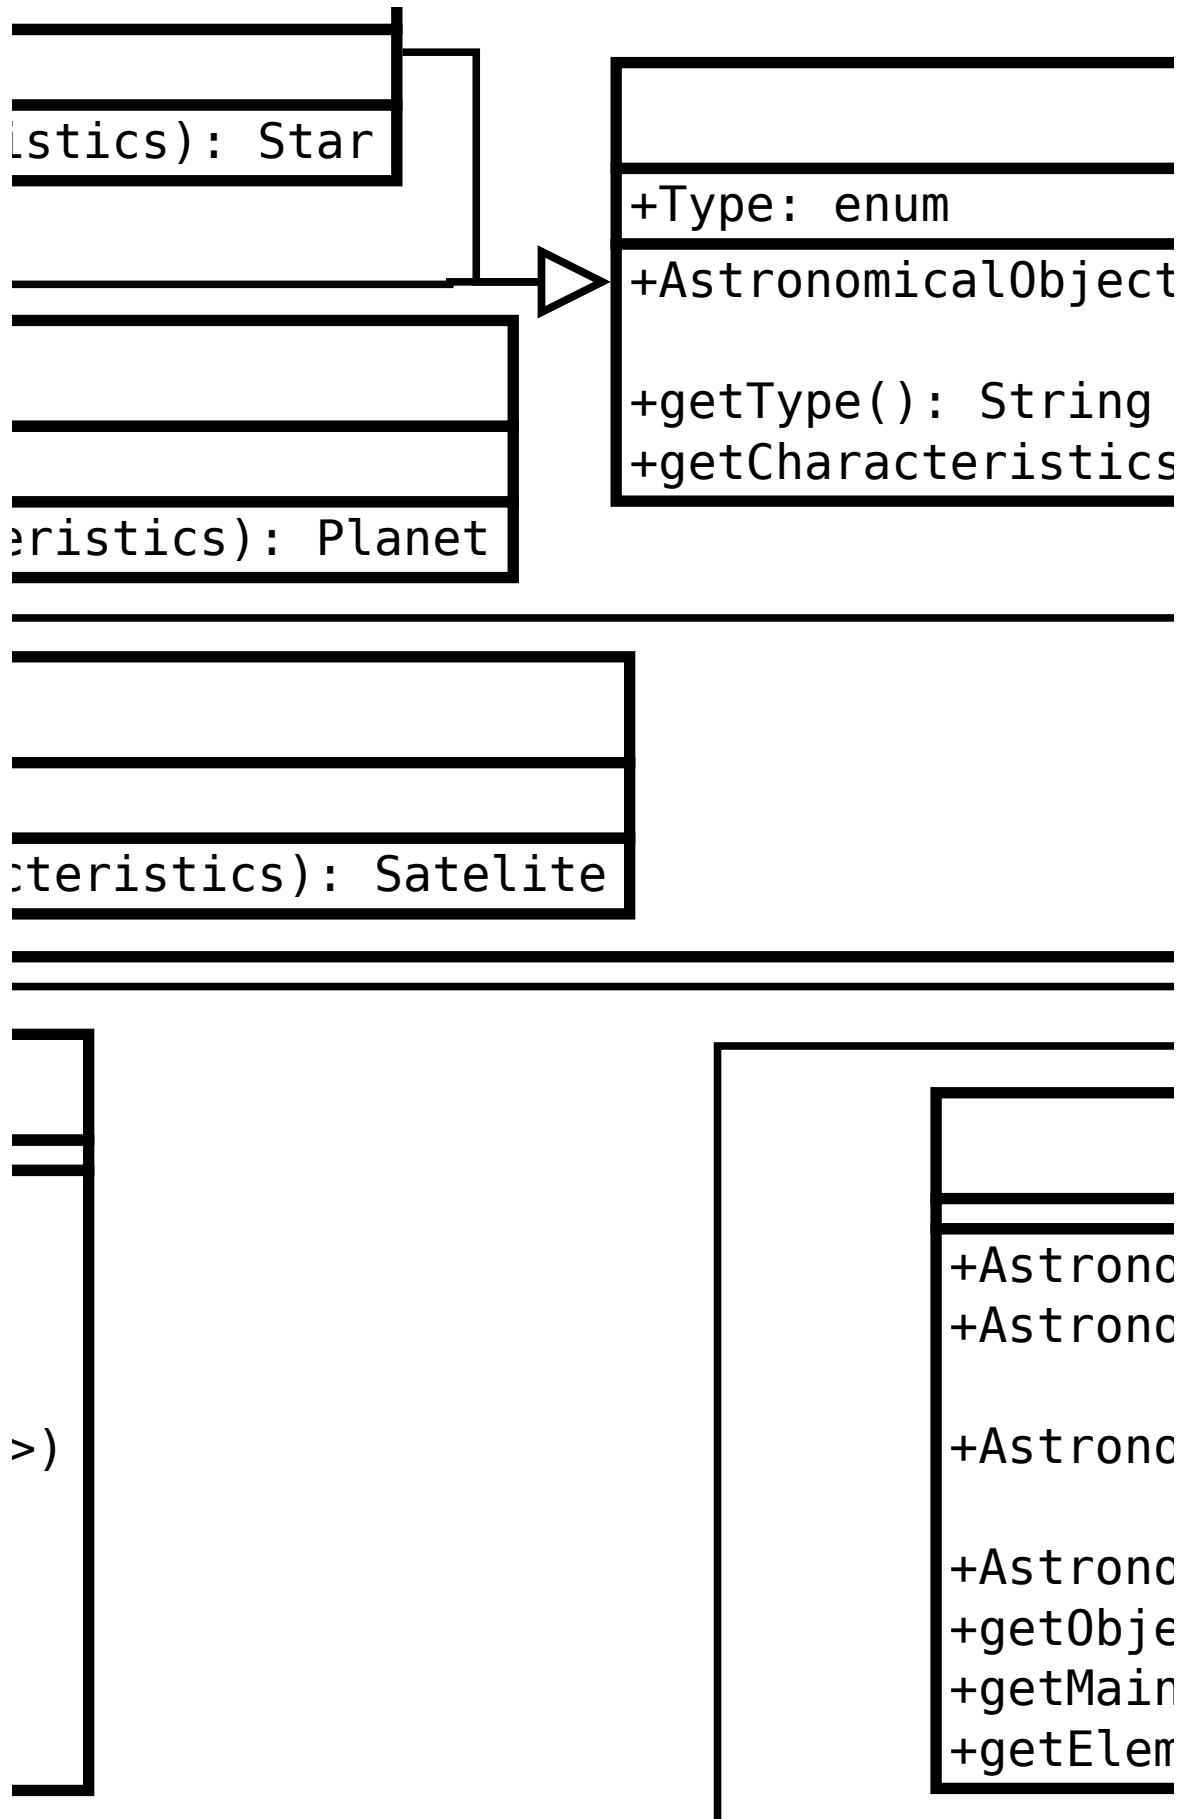 istics): Star
+Type: enum
+AstronomicalObject
+getType(): String
+getCharacteristics
eristics): Planet
cteristics): Satelite
+Astrono
+Astrono
>)
+Astrono
+Astrono
+getObje
+getMain
+getElem